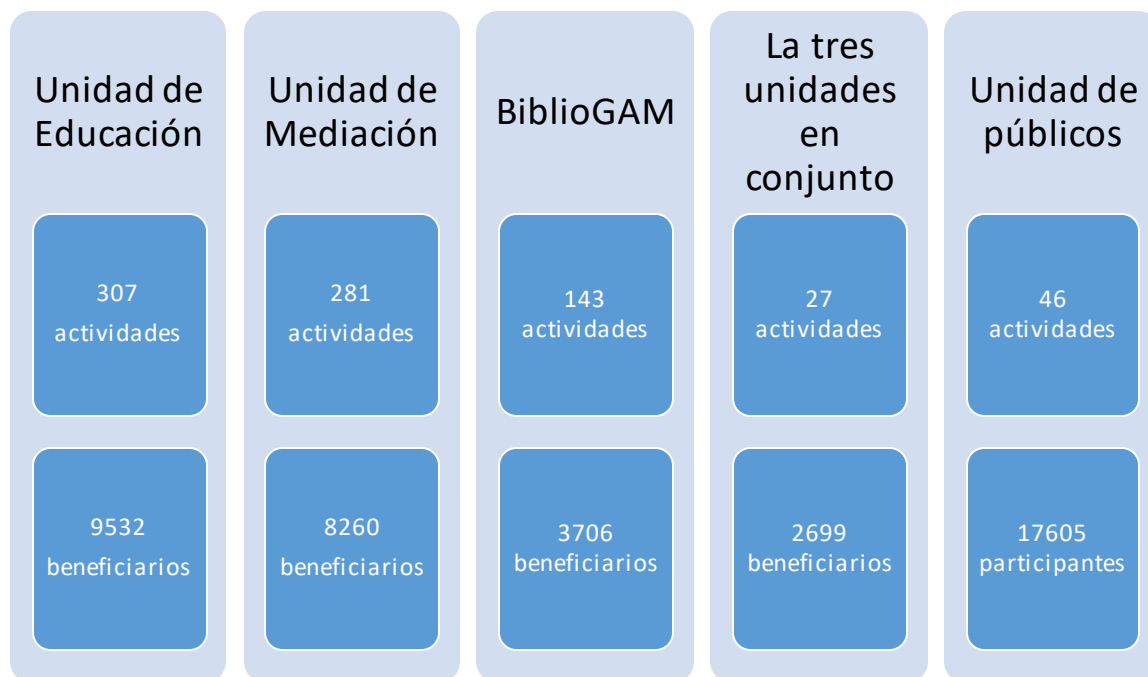 Unidad de
Educación
307
actividades
9532
beneficiarios
Unidad de
Mediación
281
actividades
8260
beneficiarios
BiblioGAM
143
actividades
3706
beneficiarios
La tres
unidades
en
conjunto
27
actividades
2699
beneficiarios
Unidad de
públicos
46
actividades
17605
participantes